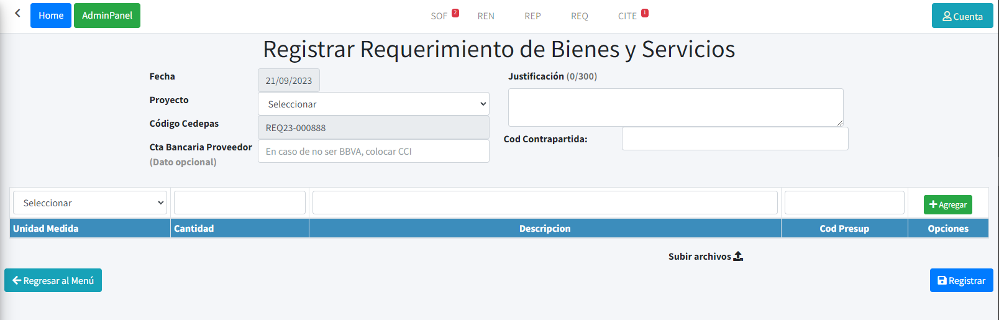 Home AdminPanel SOF 2 REN REP REQ CITE 1 Cuenta
Registrar Requerimiento de Bienes y Servicios
Fecha 21/09/2023
Proyecto Seleccionar
Código Cedepas REQ23-000888
Cta Bancaria Proveedor En caso de no ser BBVA, colocar CCI
(Dato opcional)
Justificación (0/300)
Cod Contrapartida:
Seleccionar Agregar
Unidad Medida Cantidad Descripcion Cod Presup Opciones
Subir archivos
Regresar al Menú Registrar